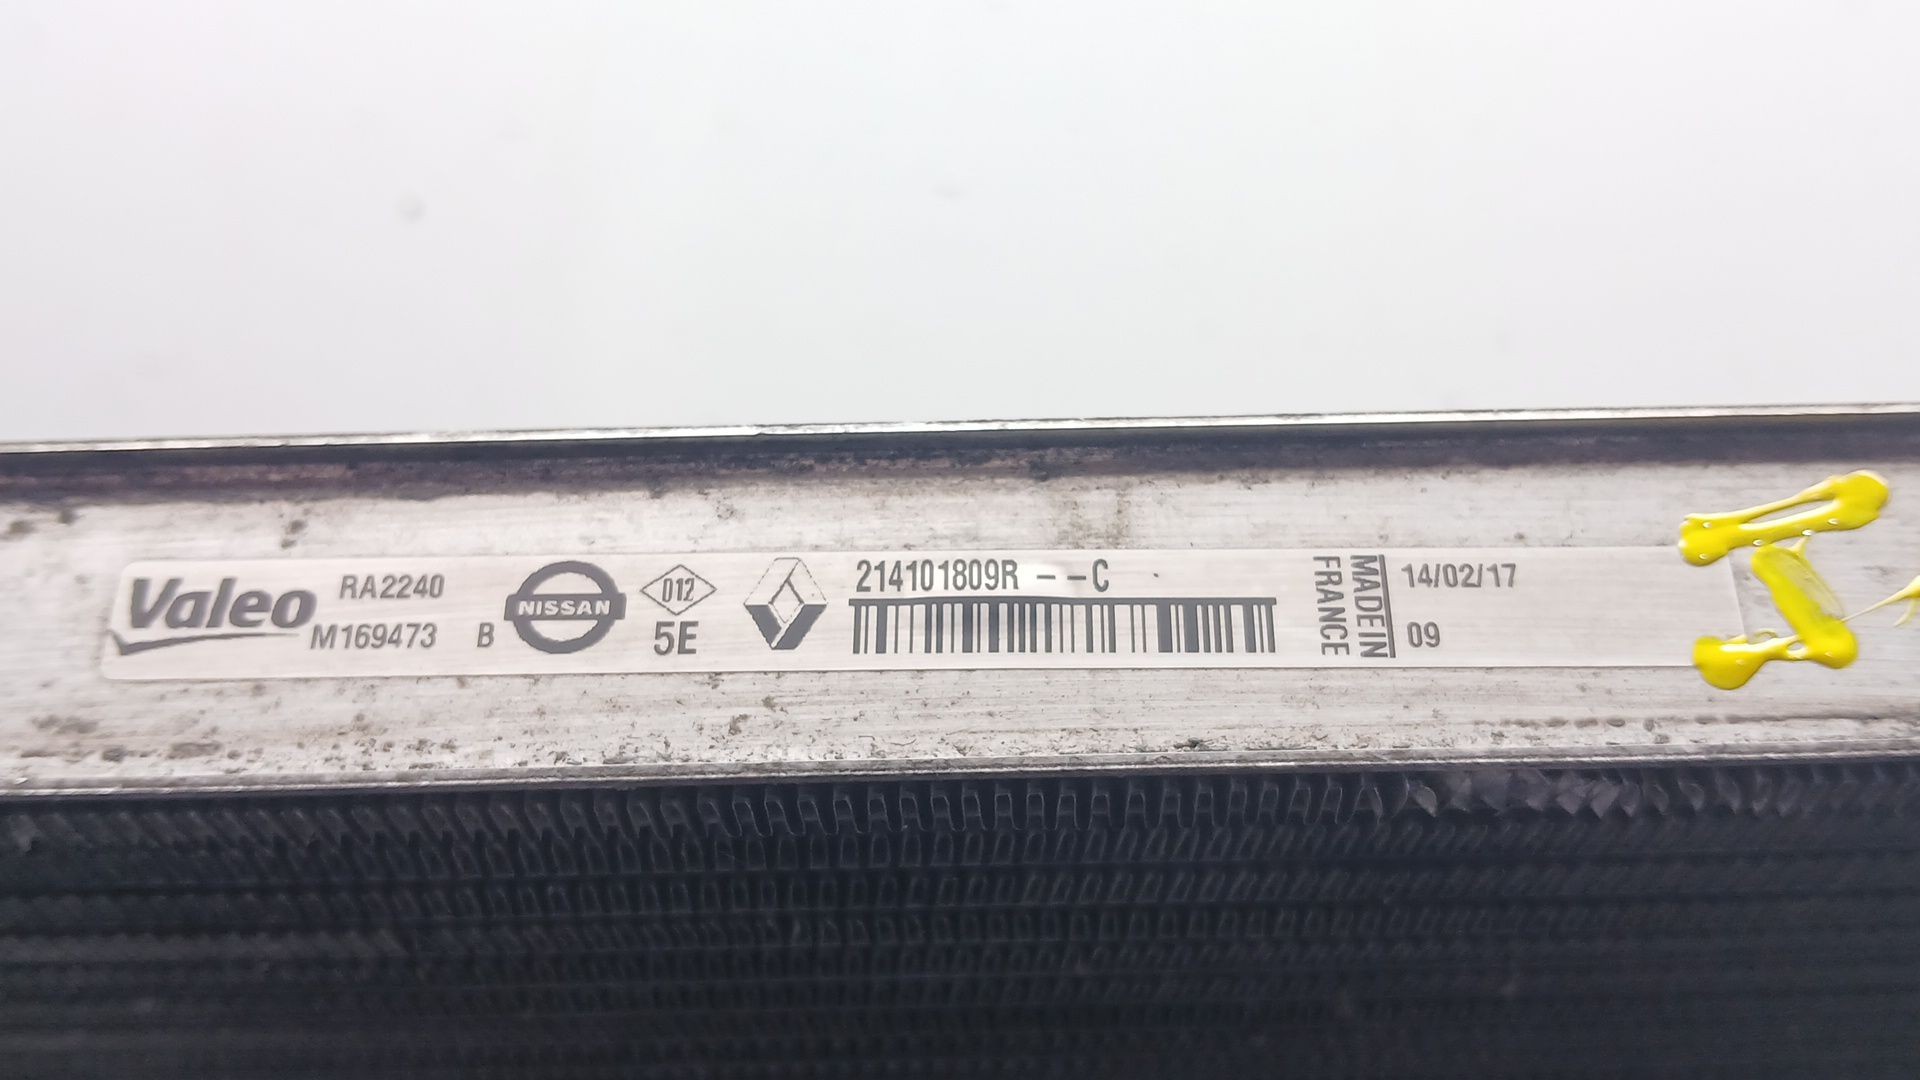 Valeo
RA2240
M169473 B
NISSAN
012
5E
214101809R - - C
MADE IN
FRANCE
14/02/17
09